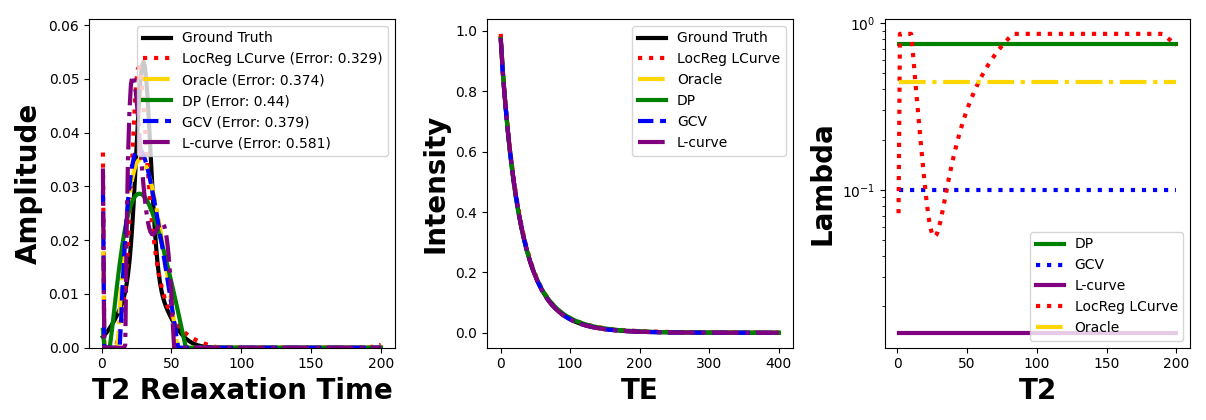 0.06
0.05
0.04
0.03
0.02
0.01
0.00
0
50
100
150
200
Amplitude
T2 Relaxation Time
Ground Truth
LocReg LCurve (Error: 0.329)
Oracle (Error: 0.374)
DP (Error: 0.44)
GCV (Error: 0.379)
L-curve (Error: 0.581)
1.0
0.8
0.6
0.4
0.2
0.0
0
100
200
300
400
Intensity
TE
Ground Truth
LocReg LCurve
Oracle
DP
GCV
L-curve
10⁰
10⁻¹
0
50
100
150
200
Lambda
T2
DP
GCV
L-curve
LocReg LCurve
Oracle